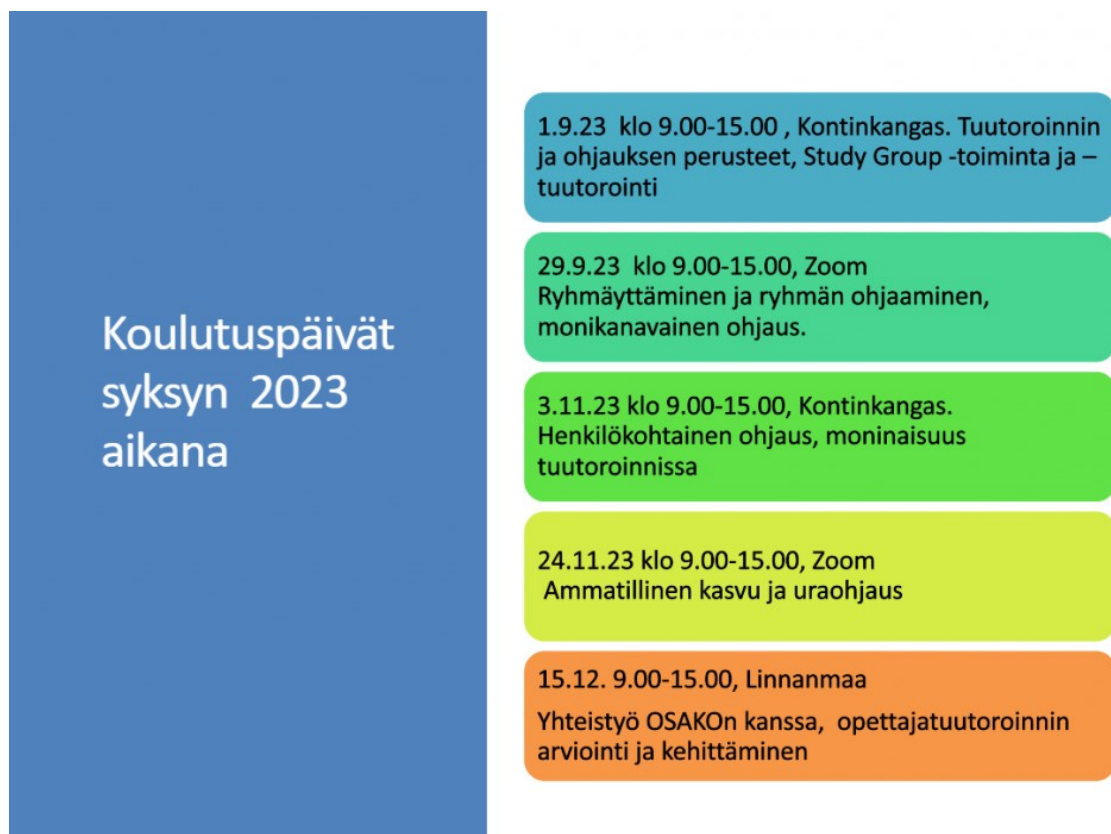 Koulutuspäivät
syksyn 2023
aikana
1.9.23 klo 9.00-15.00 , Kontinkangas. Tuutoroinnin
ja ohjauksen perusteet, Study Group -toiminta ja –
tuutorointi
29.9.23 klo 9.00-15.00, Zoom
Ryhmäyttäminen ja ryhmän ohjaaminen,
monikanavainen ohjaus.
3.11.23 klo 9.00-15.00, Kontinkangas.
Henkilökohtainen ohjaus, moninaisuus
tuutoroinnissa
24.11.23 klo 9.00-15.00, Zoom
Ammatillinen kasvu ja uraohjaus
15.12. 9.00-15.00, Linnanmaa
Yhteistyö OSAKOn kanssa, opettajatuutoroinnin
arviointi ja kehittäminen